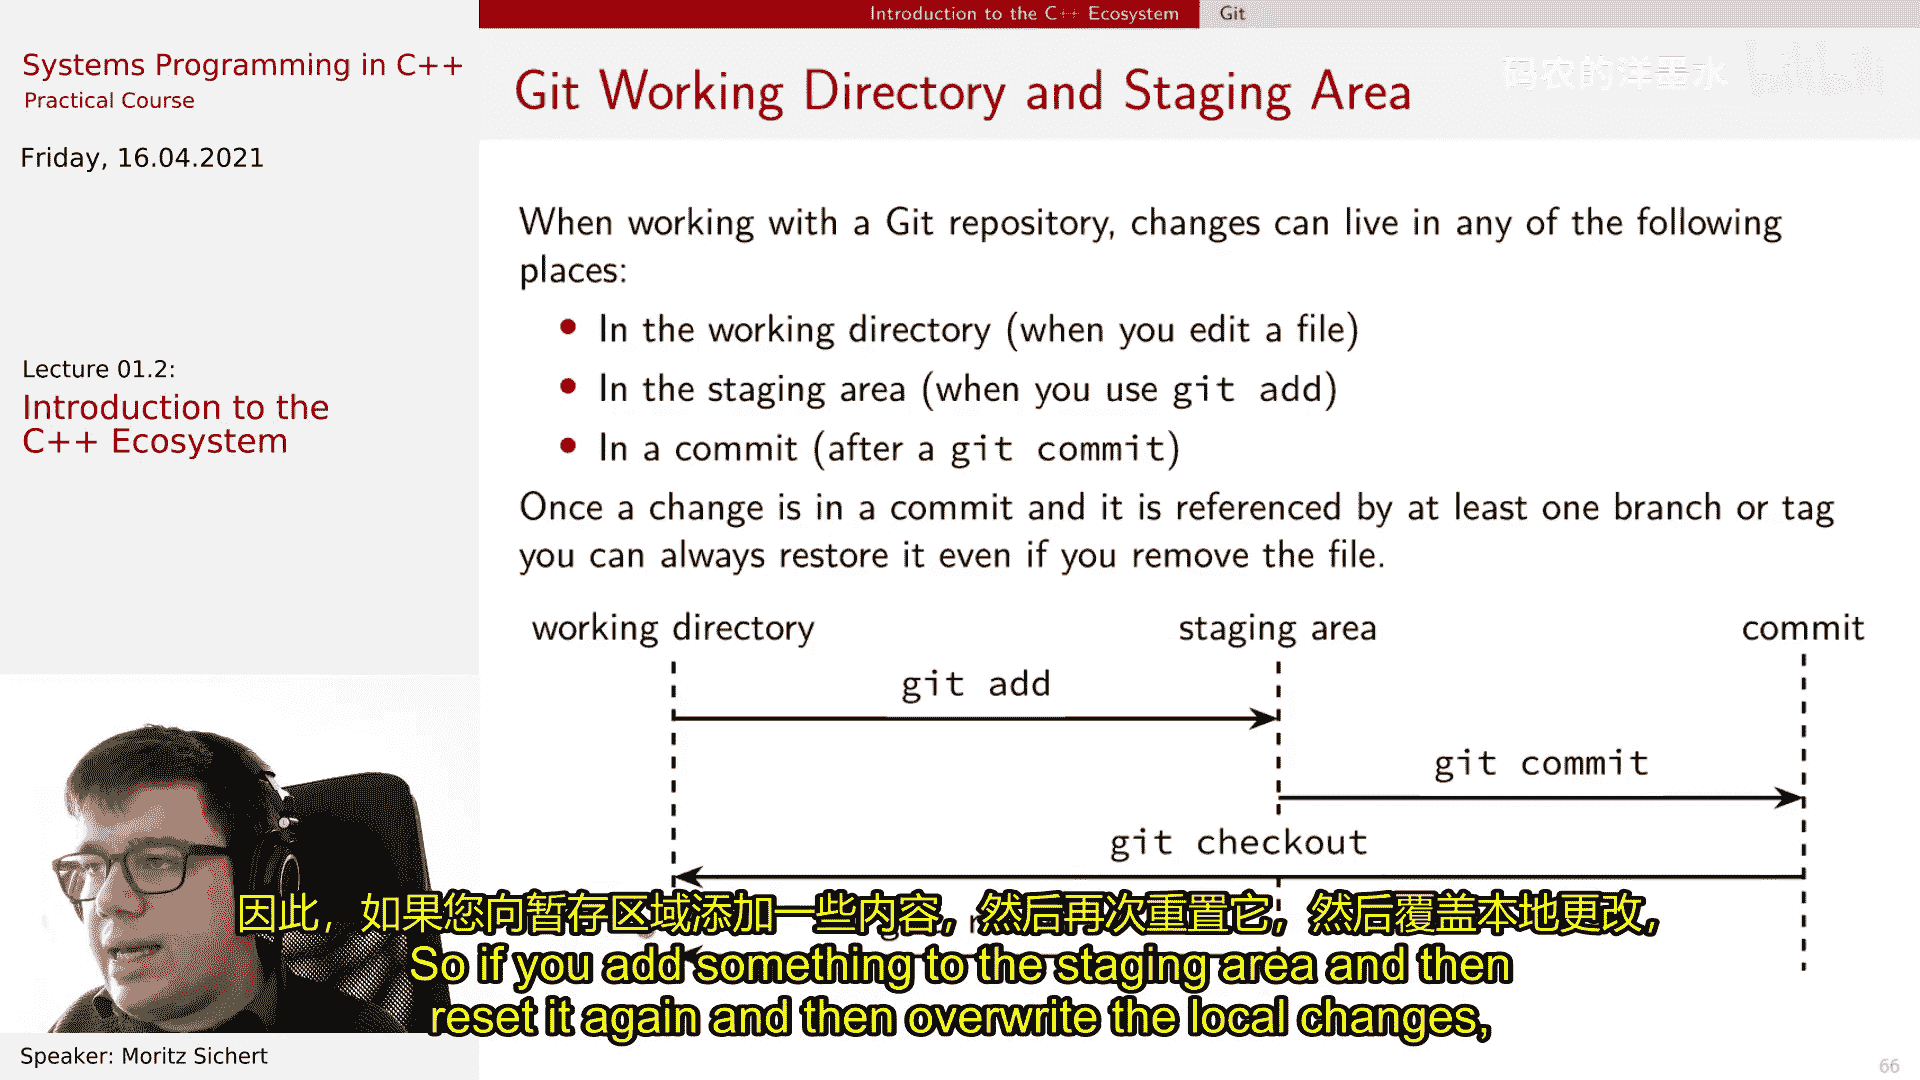 Introduction to the C++ Ecosystem
Git
Systems Programming in C++
Practical Course
Friday, 16.04.2021
Lecture 01.2:
Introduction to the
C++ Ecosystem
Git Working Directory and Staging Area
码农的洋墨水
When working with a Git repository, changes can live in any of the following
places:
• In the working directory (when you edit a file)
• In the staging area (when you use git add)
• In a commit (after a git commit)
Once a change is in a commit and it is referenced by at least one branch or tag
you can always restore it even if you remove the file.
working directory
staging area
commit
git add
git commit
git checkout
因此，如果您向暂存区域添加一些内容，然后再次重置它，然后覆盖本地更改，
So if you add something to the staging area and then
reset it again and then overwrite the local changes,
Speaker: Moritz Sichert
66